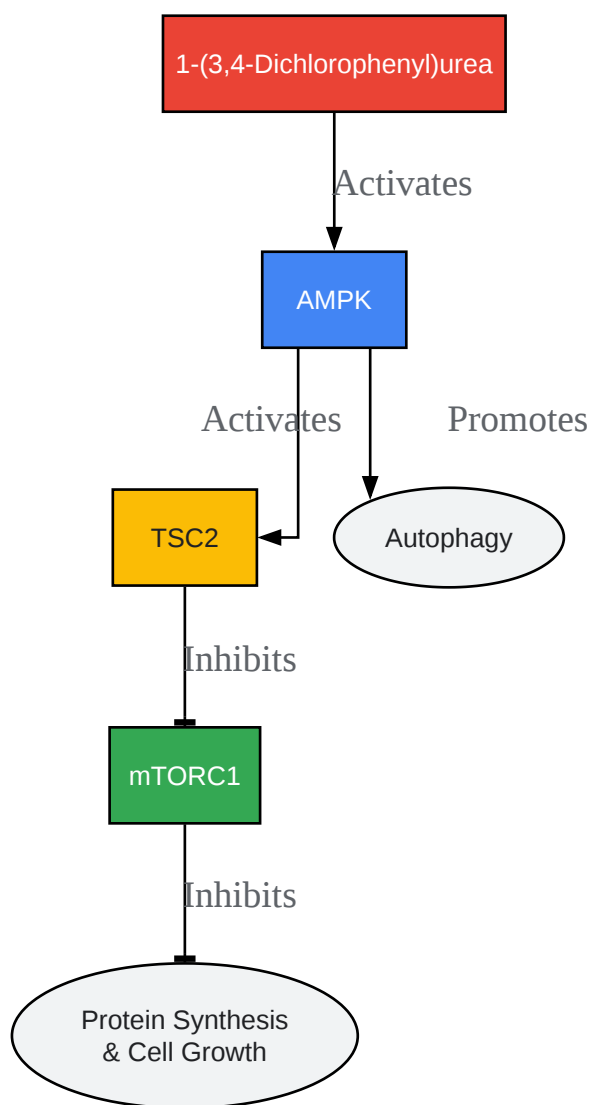 1-(3,4-Dichlorophenyl)urea
Activates
AMPK
Activates
Promotes
TSC2
Autophagy
Inhibits
mTORC1
Inhibits
Protein Synthesis
& Cell Growth